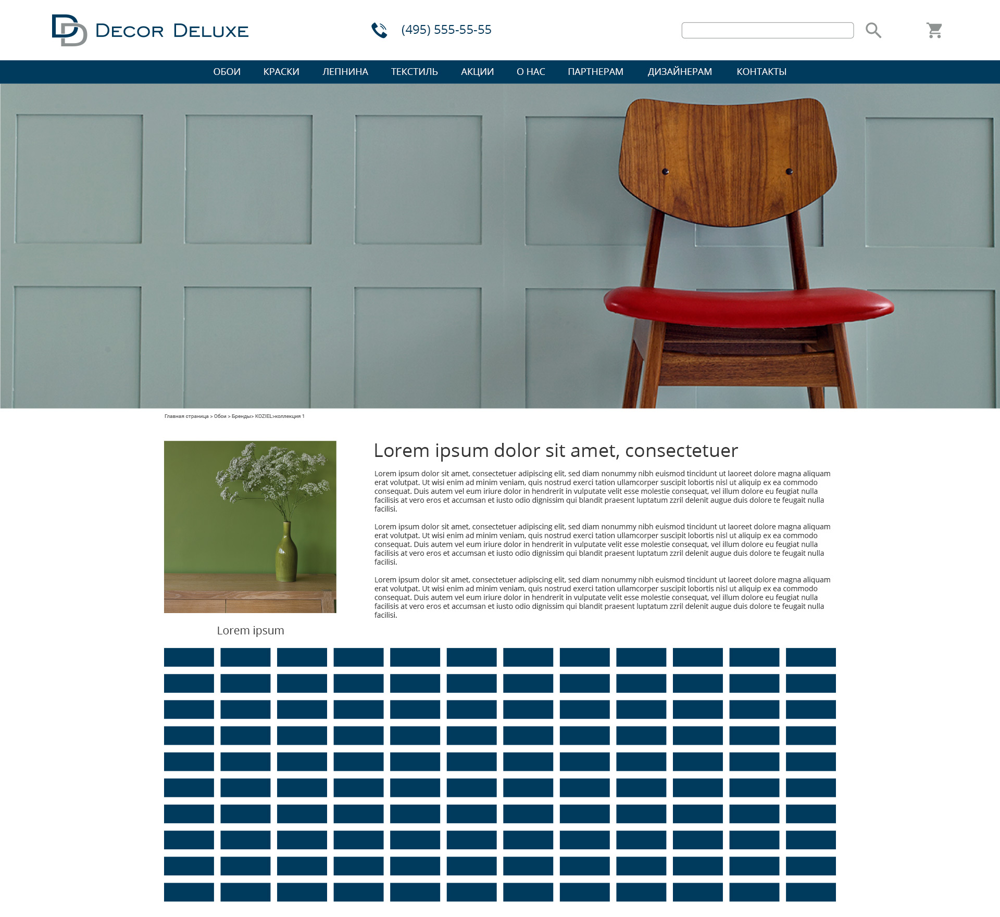 DD DECOR DELUXE
(495) 555-55-55
ОБОИ КРАСКИ ЛЕПНИНА ТЕКСТИЛЬ АКЦИИ О НАС ПАРТНЕРАМ ДИЗАЙНЕРАМ КОНТАКТЫ
Главная страница > Обои > Бренды> KOZIEL>коллекция 1
Lorem ipsum dolor sit amet, consectetuer
Lorem ipsum dolor sit amet, consectetuer adipiscing elit, sed diam nonummy nibh euismod tincidunt ut laoreet dolore magna aliquam
erat volutpat. Ut wisi enim ad minim veniam, quis nostrud exerci tation ullamcorper suscipit lobortis nisl ut aliquip ex ea commodo
consequat. Duis autem vel eum iriure dolor in hendrerit in vulputate velit esse molestie consequat, vel illum dolore eu feugiat nulla
facilisis at vero eros et accumsan et iusto odio dignissim qui blandit praesent luptatum zzril delenit augue duis dolore te feugait nulla
facilisi.
Lorem ipsum dolor sit amet, consectetuer adipiscing elit, sed diam nonummy nibh euismod tincidunt ut laoreet dolore magna aliquam
erat volutpat. Ut wisi enim ad minim veniam, quis nostrud exerci tation ullamcorper suscipit lobortis nisl ut aliquip ex ea commodo
consequat. Duis autem vel eum iriure dolor in hendrerit in vulputate velit esse molestie consequat, vel illum dolore eu feugiat nulla
facilisis at vero eros et accumsan et iusto odio dignissim qui blandit praesent luptatum zzril delenit augue duis dolore te feugait nulla
facilisi.
Lorem ipsum dolor sit amet, consectetuer adipiscing elit, sed diam nonummy nibh euismod tincidunt ut laoreet dolore magna aliquam
erat volutpat. Ut wisi enim ad minim veniam, quis nostrud exerci tation ullamcorper suscipit lobortis nisl ut aliquip ex ea commodo
consequat. Duis autem vel eum iriure dolor in hendrerit in vulputate velit esse molestie consequat, vel illum dolore eu feugiat nulla
facilisis at vero eros et accumsan et iusto odio dignissim qui blandit praesent luptatum zzril delenit augue duis dolore te feugait nulla
facilisi.
Lorem ipsum